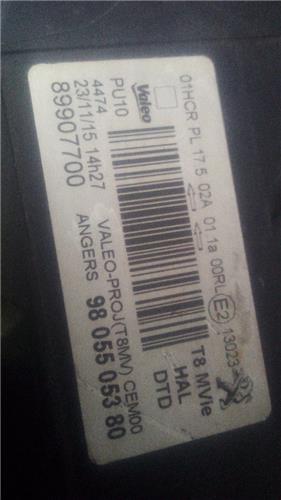 01HCR PL 17.5 02A 01.1a 00RL E2 13023
Valeo
PU10
4474
23/11/15 14h27
89907700
T8 MVIe
HAL
DTD
VALEO-PROJ(T8MV) CEM00
ANGERS 98 055 053 80